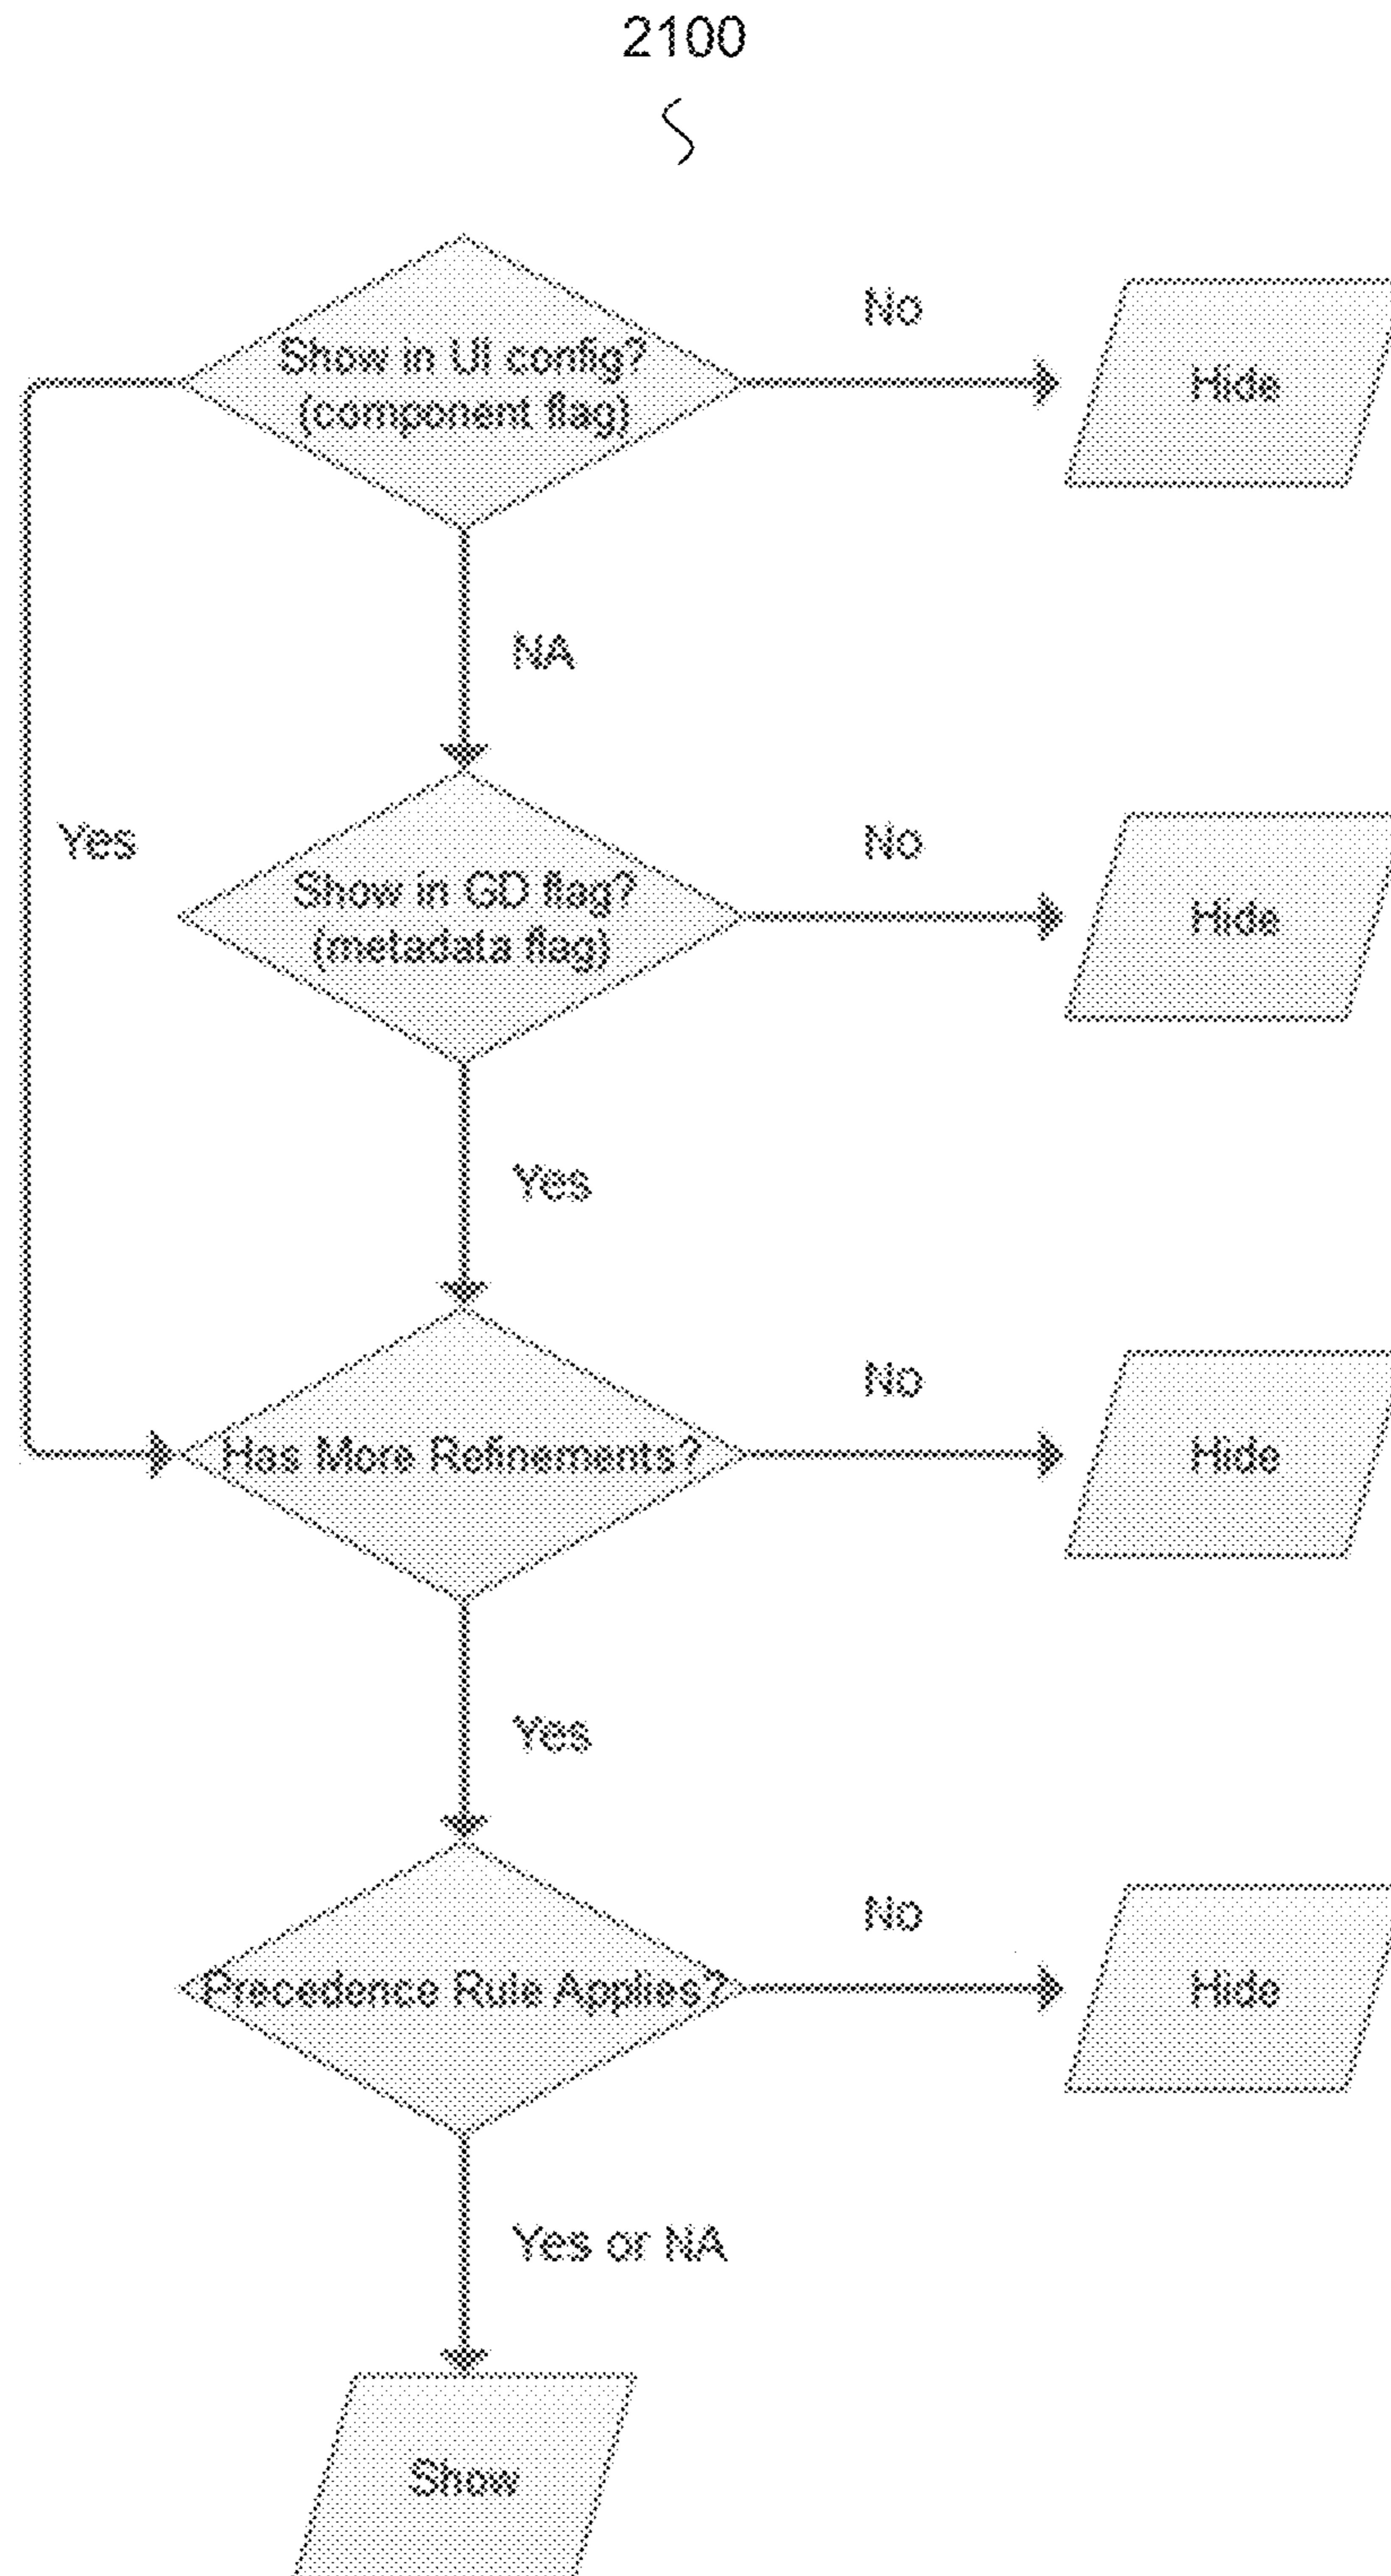 2100
Show in UI config?
(component flag)
No
Hide
NA
Yes
Show in GD flag?
(metadata flag)
No
Hide
Yes
Has More Refinements?
No
Hide
Yes
Precedence Rule Applies?
No
Hide
Yes or NA
Show